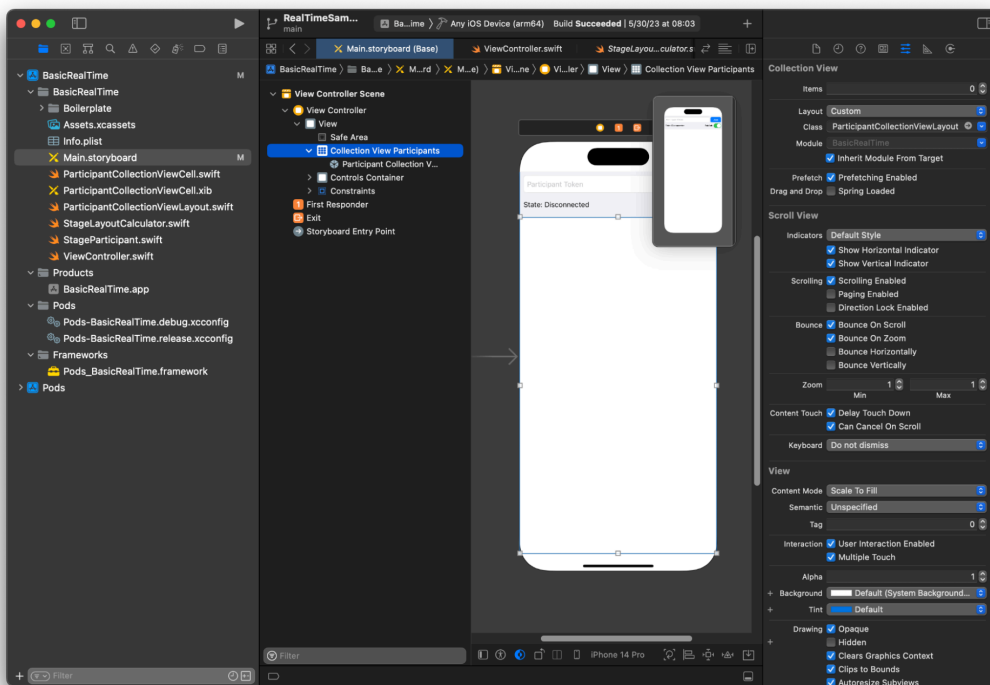 RealTimeSam...
main
Ba...ime 〉 Any iOS Device (arm64)
Build Succeeded | 5/30/23 at 08:03
Main.storyboard (Base)
ViewController.swift
StageLayou...culator.s
BasicRealTime 〉 Ba...e 〉 M...rd 〉 M...e) 〉 Vi...ne 〉 Vi...ler 〉 View 〉 Collection View Participants
BasicRealTime M
BasicRealTime
Boilerplate
Assets.xcassets
Info.plist
Main.storyboard M
ParticipantCollectionViewCell.swift
ParticipantCollectionViewCell.xib
ParticipantCollectionViewLayout.swift
StageLayoutCalculator.swift
StageParticipant.swift
ViewController.swift
Products
BasicRealTime.app
Pods
Pods-BasicRealTime.debug.xcconfig
Pods-BasicRealTime.release.xcconfig
Frameworks
Pods_BasicRealTime.framework
Pods
Filter
View Controller Scene
View Controller
View
Safe Area
Collection View Participants
Participant Collection V...
Controls Container
Constraints
First Responder
Exit
Storyboard Entry Point
Filter
Participant Token
State: Disconnected
iPhone 14 Pro
Collection View
Items 0
Layout Custom
Class ParticipantCollectionViewLayout
Module BasicRealTime
Inherit Module From Target
Prefetch Prefetching Enabled
Drag and Drop Spring Loaded
Scroll View
Indicators Default Style
Show Horizontal Indicator
Show Vertical Indicator
Scrolling Scrolling Enabled
Paging Enabled
Direction Lock Enabled
Bounce Bounce On Scroll
Bounce On Zoom
Bounce Horizontally
Bounce Vertically
Zoom 1 1
Min Max
Content Touch Delay Touch Down
Can Cancel On Scroll
Keyboard Do not dismiss
View
Content Mode Scale To Fill
Semantic Unspecified
Tag 0
Interaction User Interaction Enabled
Multiple Touch
Alpha 1
Background Default (System Background...
Tint Default
Drawing Opaque
Hidden
Clears Graphics Context
Clips to Bounds
Autoresize Subviews